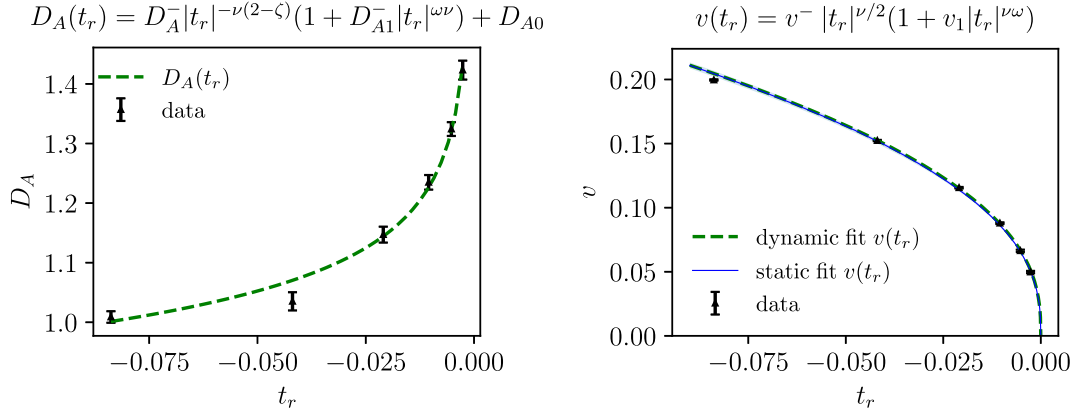 D_A(t_r) = D_A^−|t_r|^{−ν(2−ζ)}(1 + D_{A1}^−|t_r|^{ων}) + D_{A0}
1.4
1.3
1.2
1.1
1.0
D_A
D_A(t_r)
data
−0.075
−0.050
−0.025
0.000
t_r
v(t_r) = v^− |t_r|^{ν/2}(1 + v_1|t_r|^{νω})
0.20
0.15
0.10
0.05
0.00
v
dynamic fit v(t_r)
static fit v(t_r)
data
−0.075
−0.050
−0.025
0.000
t_r